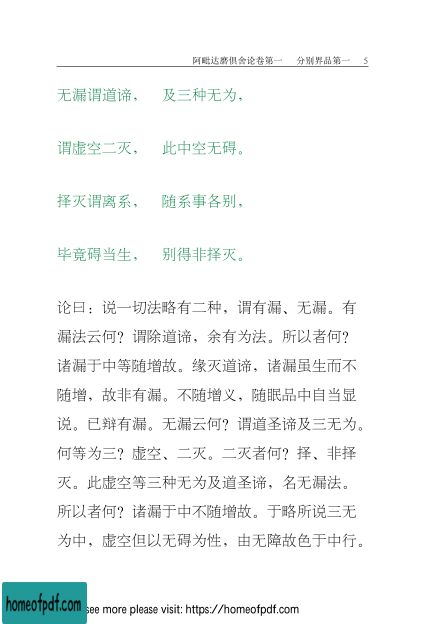 阿毗达磨俱舍论卷第一 分别界品第一 5
无漏谓道谛， 及三种无为，
谓虚空二灭， 此中空无碍。
择灭谓离系， 随系事各别，
毕竟碍当生， 别得非择灭。
论曰：说一切法略有二种，谓有漏、无漏。有
漏法云何？谓除道谛，余有为法。所以者何？
诸漏于中等随增故。缘灭道谛，诸漏虽生而不
随增，故非有漏。不随增义，随眠品中自当显
说。已辩有漏。无漏云何？谓道圣谛及三无为。
何等为三？虚空、二灭。二灭者何？择、非择
灭。此虚空等三种无为及道圣谛，名无漏法。
所以者何？诸漏于中不随增故。于略所说三无
为中，虚空但以无碍为性，由无障故色于中行。
homeofpdf.com
see more please visit: https://homeofpdf.com